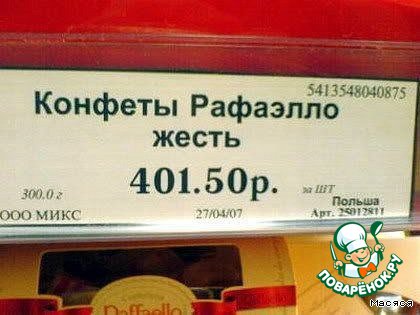 5413548040875
Конфеты Рафаэлло
жесть
300.0 г
401.50р.
за ШТ
Польша
ООО МИКС
27/04/07
Арт. 25012811
Raffaello
ПОВАРЁНОК.РУ
Масяся